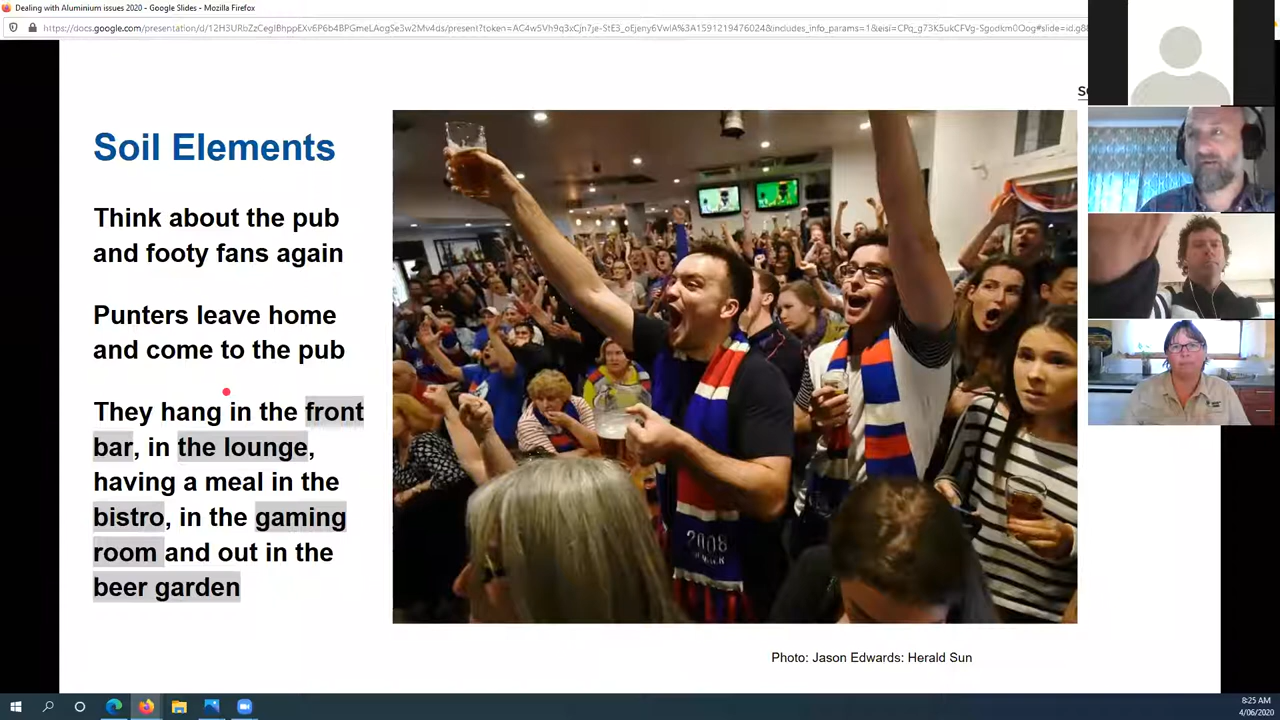 Dealing with Aluminium issues 2020 - Google Slides - Mozilla Firefox
Soil Elements
Think about the pub
and footy fans again
Punters leave home
and come to the pub
They hang in the front
bar, in the lounge,
having a meal in the
bistro, in the gaming
room and out in the
beer garden
2008
Photo: Jason Edwards: Herald Sun
8:25 AM
4/06/2020